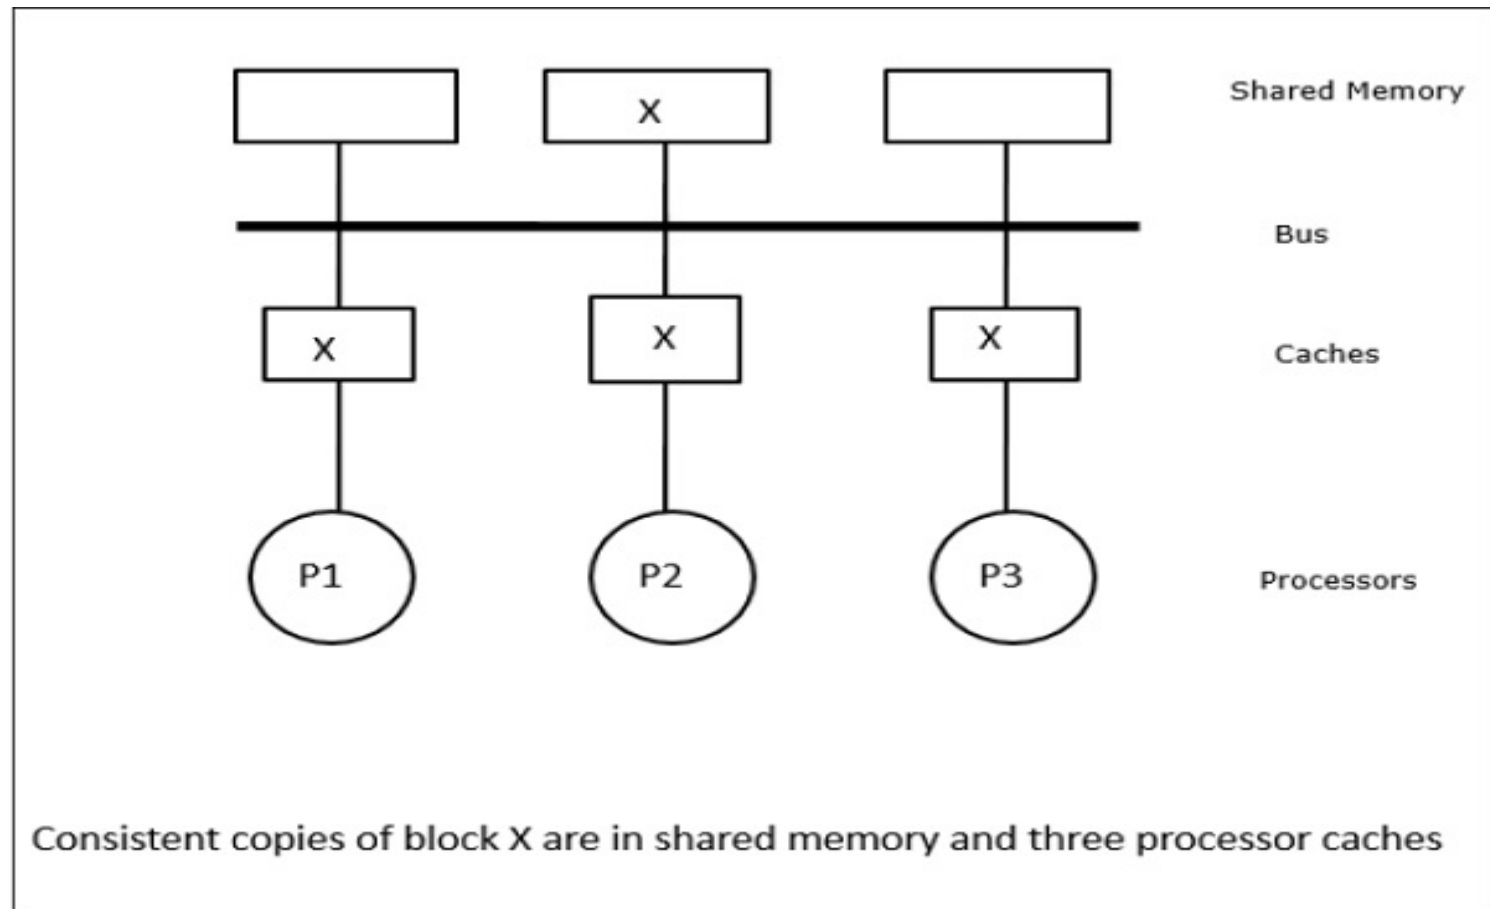 X
Shared Memory
Bus
X X X
Caches
P1 P2 P3
Processors
Consistent copies of block X are in shared memory and three processor caches